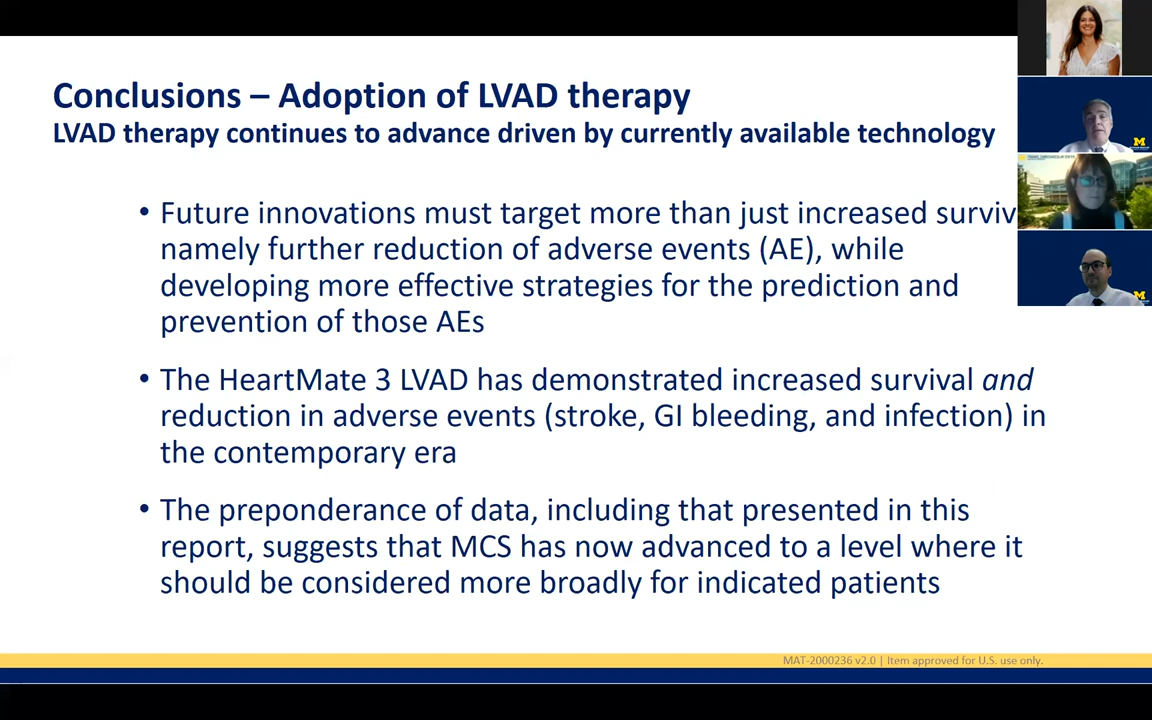 Conclusions – Adoption of LVAD therapy
LVAD therapy continues to advance driven by currently available technology
• Future innovations must target more than just increased surviv
namely further reduction of adverse events (AE), while
developing more effective strategies for the prediction and
prevention of those AEs
• The HeartMate 3 LVAD has demonstrated increased survival and
reduction in adverse events (stroke, GI bleeding, and infection) in
the contemporary era
• The preponderance of data, including that presented in this
report, suggests that MCS has now advanced to a level where it
should be considered more broadly for indicated patients
MAT-2000236 v2.0 | Item approved for U.S. use only.
M
M